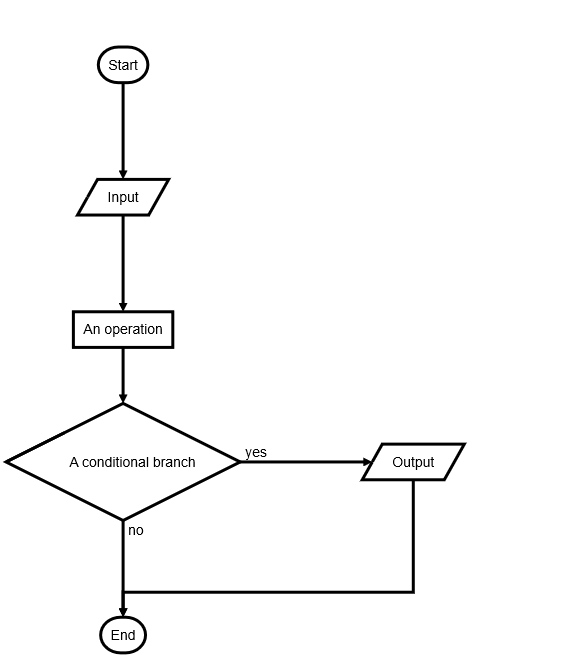 Start
Input
An operation
A conditional branch
yes
Output
no
End